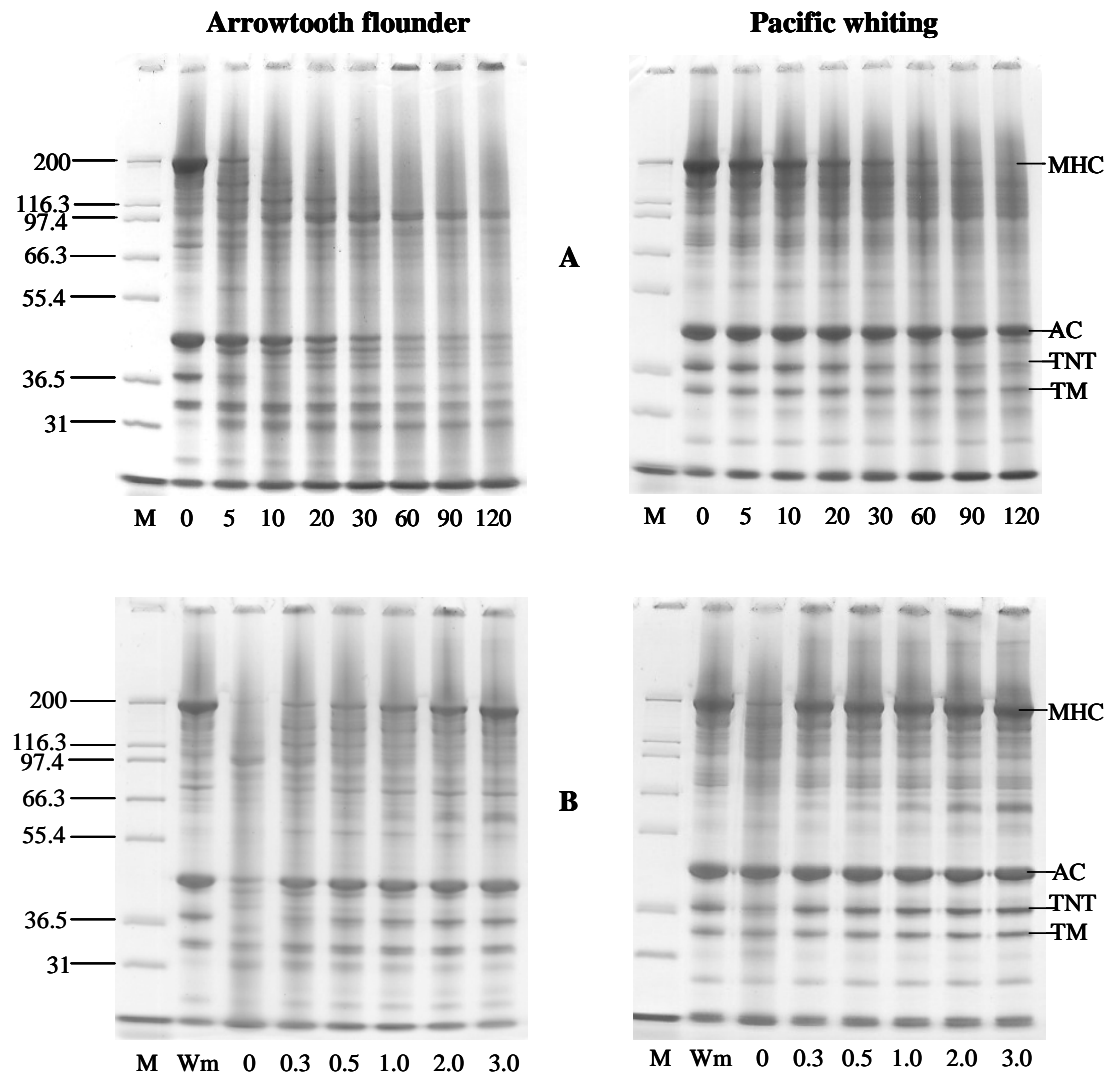 Arrowtooth flounder Pacific whiting
200 MHC
116.3
97.4
66.3 A
55.4
AC
TNT
36.5
TM
31
M 0 5 10 20 30 60 90 120 M 0 5 10 20 30 60 90 120
200 MHC
116.3
97.4
66.3 B
55.4
AC
36.5 TNT
TM
31
M Wm 0 0.3 0.5 1.0 2.0 3.0 M Wm 0 0.3 0.5 1.0 2.0 3.0